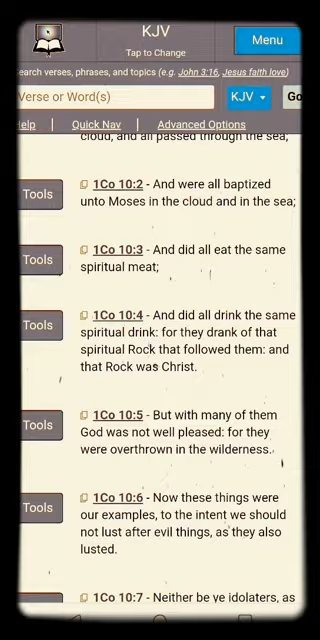 KJV
Tap to Change
Menu
earch verses, phrases, and topics (e.g. John 3:16, Jesus faith love)
Verse or Word(s)
KJV
Go
Help
Quick Nav
Advanced Options
cloud, and all passed through the sea;
Tools
1Co 10:2 - And were all baptized
unto Moses in the cloud and in the sea;
Tools
1Co 10:3 - And did all eat the same
spiritual meat;
Tools
1Co 10:4 - And did all drink the same
spiritual drink: for they drank of that
spiritual Rock that followed them: and
that Rock was Christ.
Tools
1Co 10:5 - But with many of them
God was not well pleased: for they
were overthrown in the wilderness.
Tools
1Co 10:6 - Now these things were
our examples, to the intent we should
not lust after evil things, as they also
lusted.
1Co 10:7 - Neither be ye idolaters, as